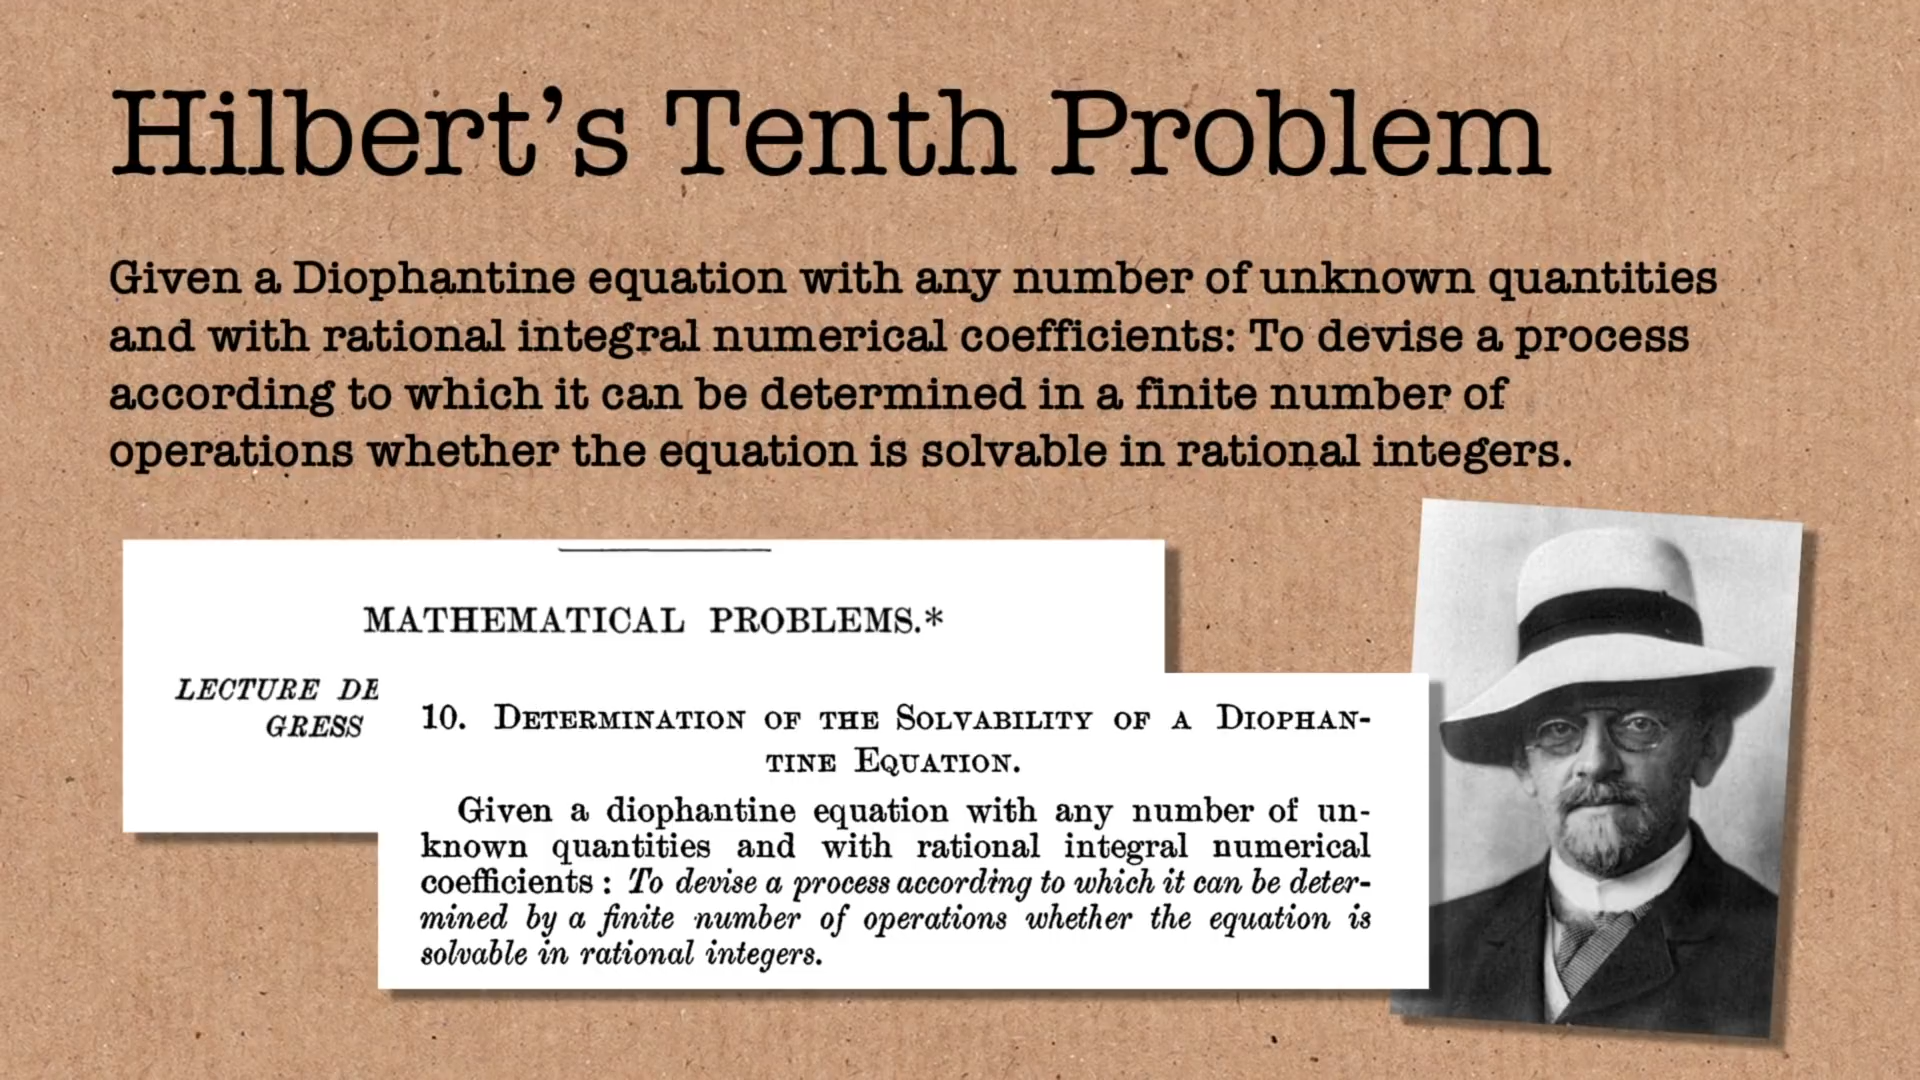 Hilbert’s Tenth Problem
Given a Diophantine equation with any number of unknown quantities
and with rational integral numerical coefficients: To devise a process
according to which it can be determined in a finite number of
operations whether the equation is solvable in rational integers.
MATHEMATICAL PROBLEMS.*
LECTURE DE
GRESS
10. DETERMINATION OF THE SOLVABILITY OF A DIOPHAN-
TINE EQUATION.
Given a diophantine equation with any number of un-
known quantities and with rational integral numerical
coefficients : To devise a process according to which it can be deter-
mined by a finite number of operations whether the equation is
solvable in rational integers.